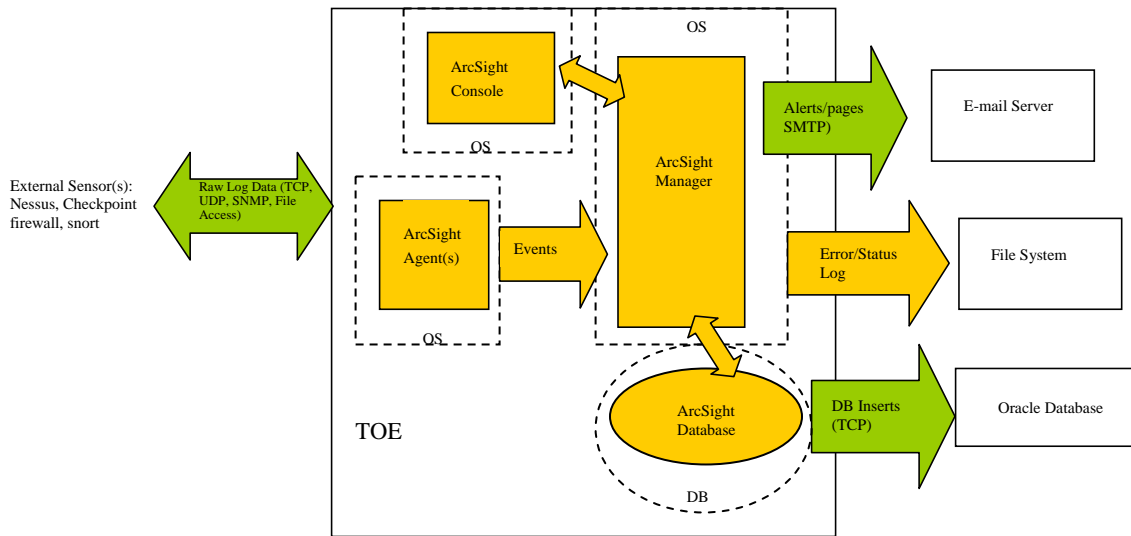 OS
OS
ArcSight
Console
OS
Alerts/pages
SMTP)
E-mail Server
ArcSight
Manager
External Sensor(s):
Nessus, Checkpoint
firewall, snort
Raw Log Data (TCP,
UDP, SNMP, File
Access)
ArcSight
Agent(s)
OS
Events
Error/Status
Log
File System
TOE
ArcSight
Database
DB
DB Inserts
(TCP)
Oracle Database